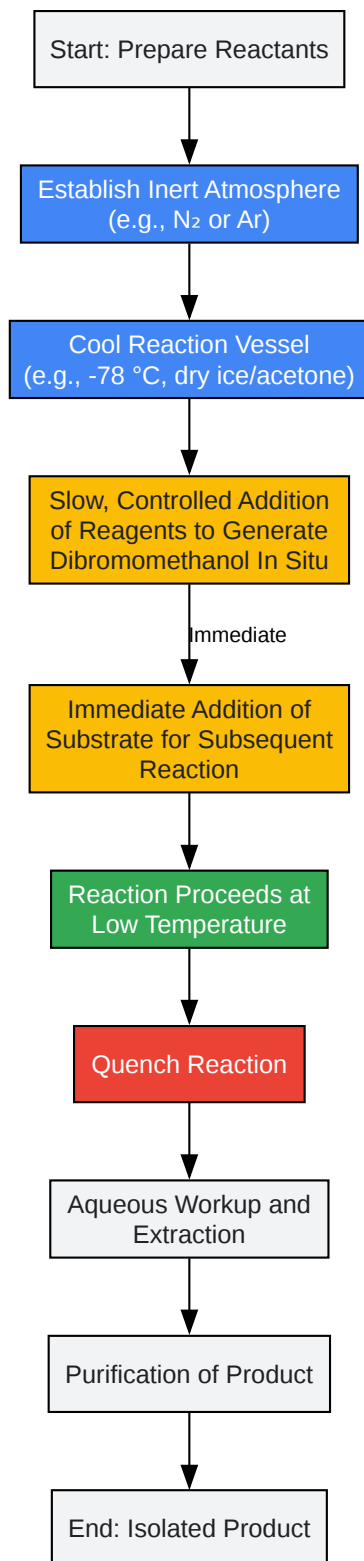 Start: Prepare Reactants
Establish Inert Atmosphere
(e.g., N₂ or Ar)
Cool Reaction Vessel
(e.g., -78 °C, dry ice/acetone)
Slow, Controlled Addition
of Reagents to Generate
Dibromomethanol In Situ
Immediate
Immediate Addition of
Substrate for Subsequent
Reaction
Reaction Proceeds at
Low Temperature
Quench Reaction
Aqueous Workup and
Extraction
Purification of Product
End: Isolated Product